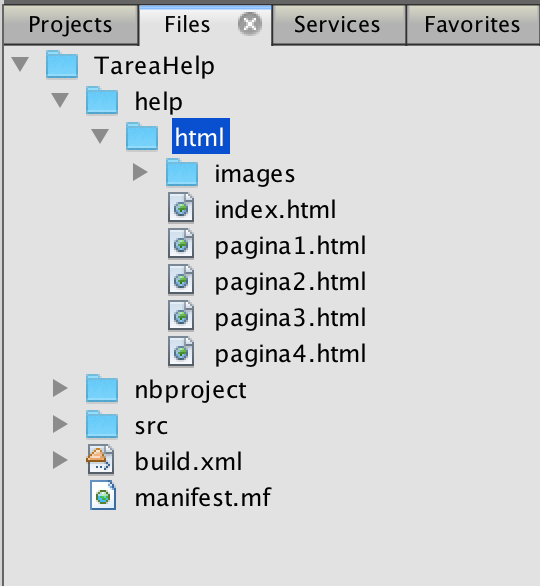 Projects Files Services Favorites
TareaHelp
help
html
images
index.html
pagina1.html
pagina2.html
pagina3.html
pagina4.html
nbproject
src
build.xml
manifest.mf